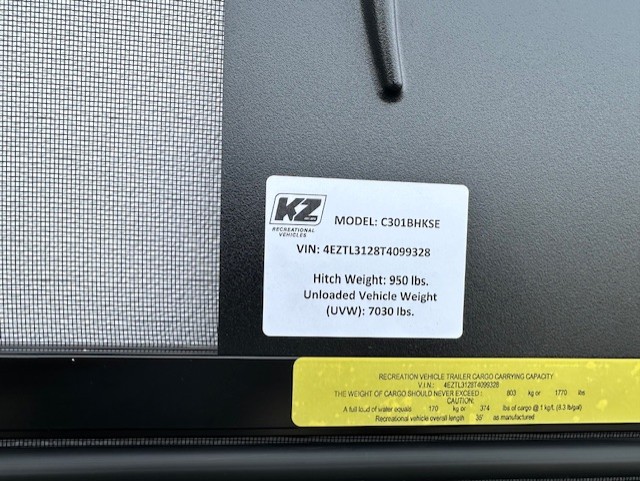 KZ
RECREATIONAL
VEHICLES
MODEL: C301BHKSE
VIN: 4EZTL3128T4099328
Hitch Weight: 950 lbs.
Unloaded Vehicle Weight
(UVW): 7030 lbs.
RECREATION VEHICLE TRAILER CARGO CARRYING CAPACITY
V.I.N.: 4EZTL3128T4099328
THE WEIGHT OF CARGO SHOULD NEVER EXCEED: 803 kg or 1770 lbs
CAUTION:
A full load of water equals 170 kg or 374 lbs of cargo @ 1 kg/L (8.3 lb/gal)
Recreational vehicle overall length 36' as manufactured